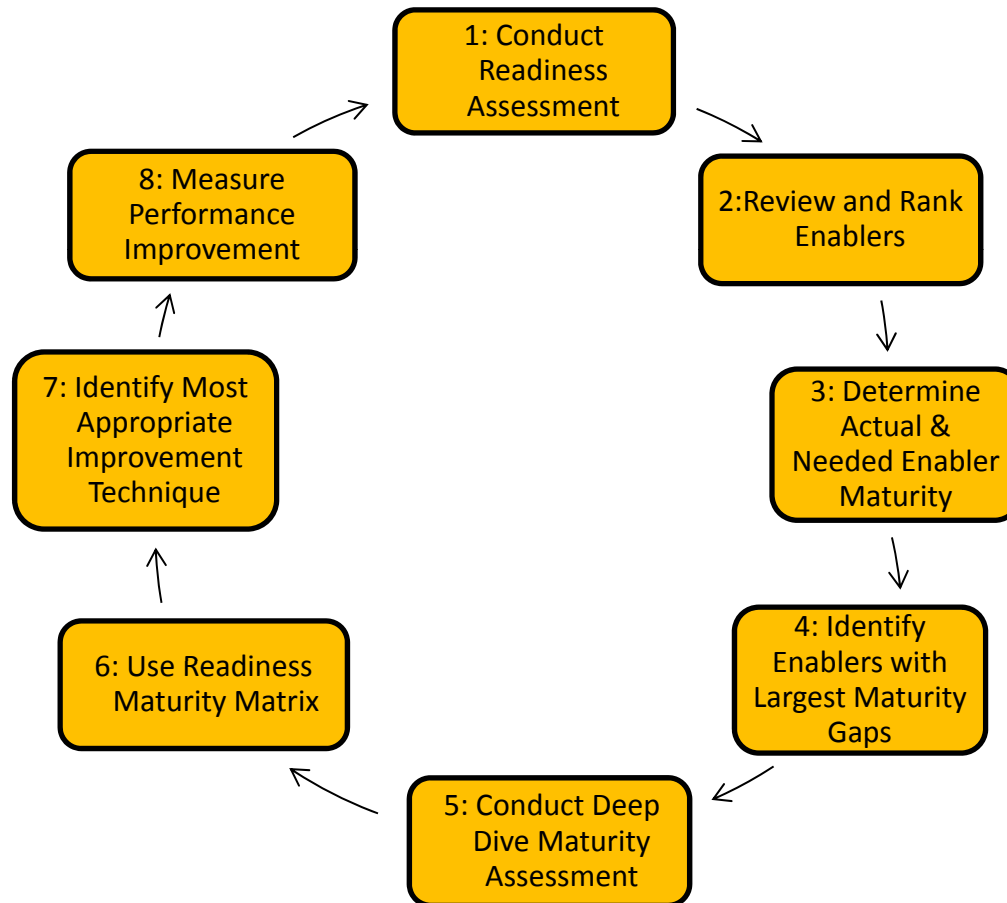 1: Conduct
Readiness
Assessment
2:Review and Rank
Enablers
3: Determine
Actual &
Needed Enabler
Maturity
4: Identify
Enablers with
Largest Maturity
Gaps
5: Conduct Deep
Dive Maturity
Assessment
6: Use Readiness
Maturity Matrix
7: Identify Most
Appropriate
Improvement
Technique
8: Measure
Performance
Improvement